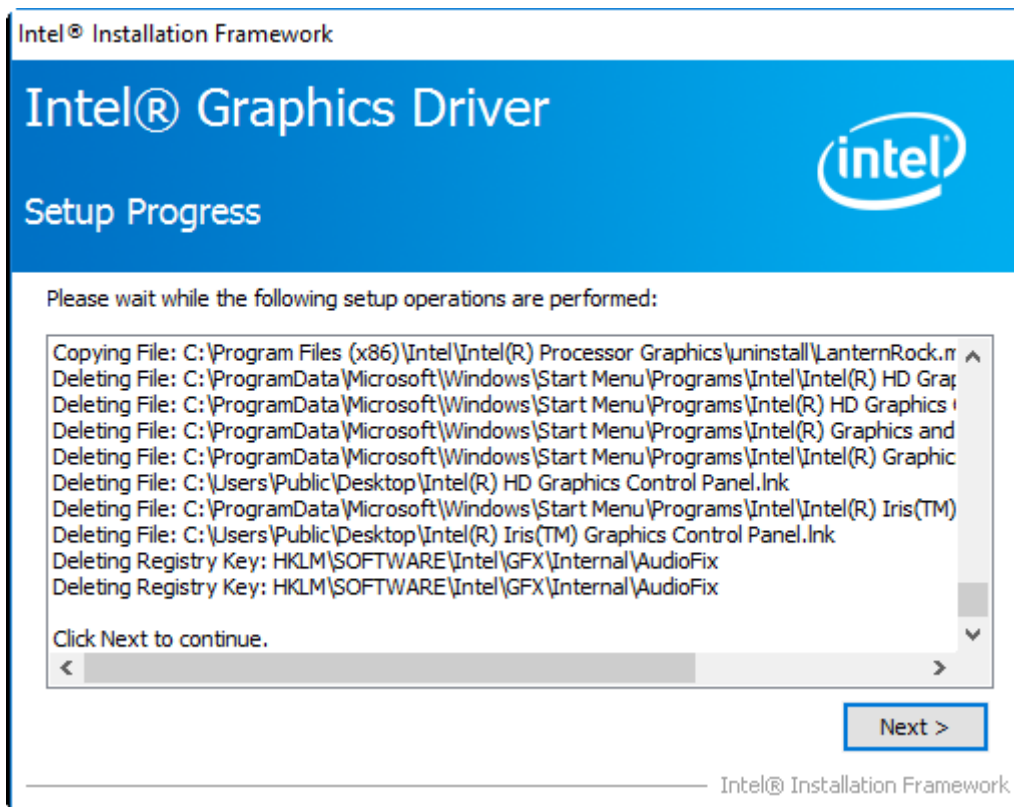 Intel® Installation Framework
Intel® Graphics Driver
intel
Setup Progress
Please wait while the following setup operations are performed:
Copying File: C:\Program Files (x86)\Intel\Intel(R) Processor Graphics\uninstall\LanternRock.m
Deleting File: C:\ProgramData\Microsoft\Windows\Start Menu\Programs\Intel\Intel(R) HD Grap
Deleting File: C:\ProgramData\Microsoft\Windows\Start Menu\Programs\Intel(R) HD Graphics
Deleting File: C:\ProgramData\Microsoft\Windows\Start Menu\Programs\Intel(R) Graphics and
Deleting File: C:\ProgramData\Microsoft\Windows\Start Menu\Programs\Intel\Intel(R) Graphic
Deleting File: C:\Users\Public\Desktop\Intel(R) HD Graphics Control Panel.lnk
Deleting File: C:\ProgramData\Microsoft\Windows\Start Menu\Programs\Intel\Intel(R) Iris(TM)
Deleting File: C:\Users\Public\Desktop\Intel(R) Iris(TM) Graphics Control Panel.lnk
Deleting Registry Key: HKLM\SOFTWARE\Intel\GFX\Internal\AudioFix
Deleting Registry Key: HKLM\SOFTWARE\Intel\GFX\Internal\AudioFix
Click Next to continue.
Next >
Intel® Installation Framework